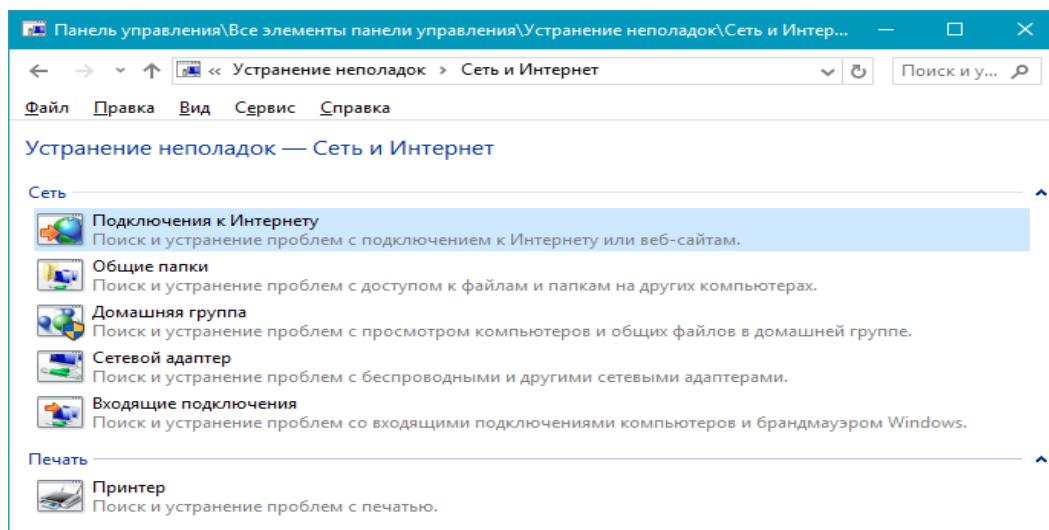 Панель управления\Все элементы панели управления\Устранение неполадок\Сеть и Интер...
« Устранение неполадок › Сеть и Интернет
Поиск и у...
Файл Правка Вид Сервис Справка
Устранение неполадок — Сеть и Интернет
Сеть
Подключения к Интернету
Поиск и устранение проблем с подключением к Интернету или веб-сайтам.
Общие папки
Поиск и устранение проблем с доступом к файлам и папкам на других компьютерах.
Домашняя группа
Поиск и устранение проблем с просмотром компьютеров и общих файлов в домашней группе.
Сетевой адаптер
Поиск и устранение проблем с беспроводными и другими сетевыми адаптерами.
Входящие подключения
Поиск и устранение проблем со входящими подключениями компьютеров и брандмауэром Windows.
Печать
Принтер
Поиск и устранение проблем с печатью.